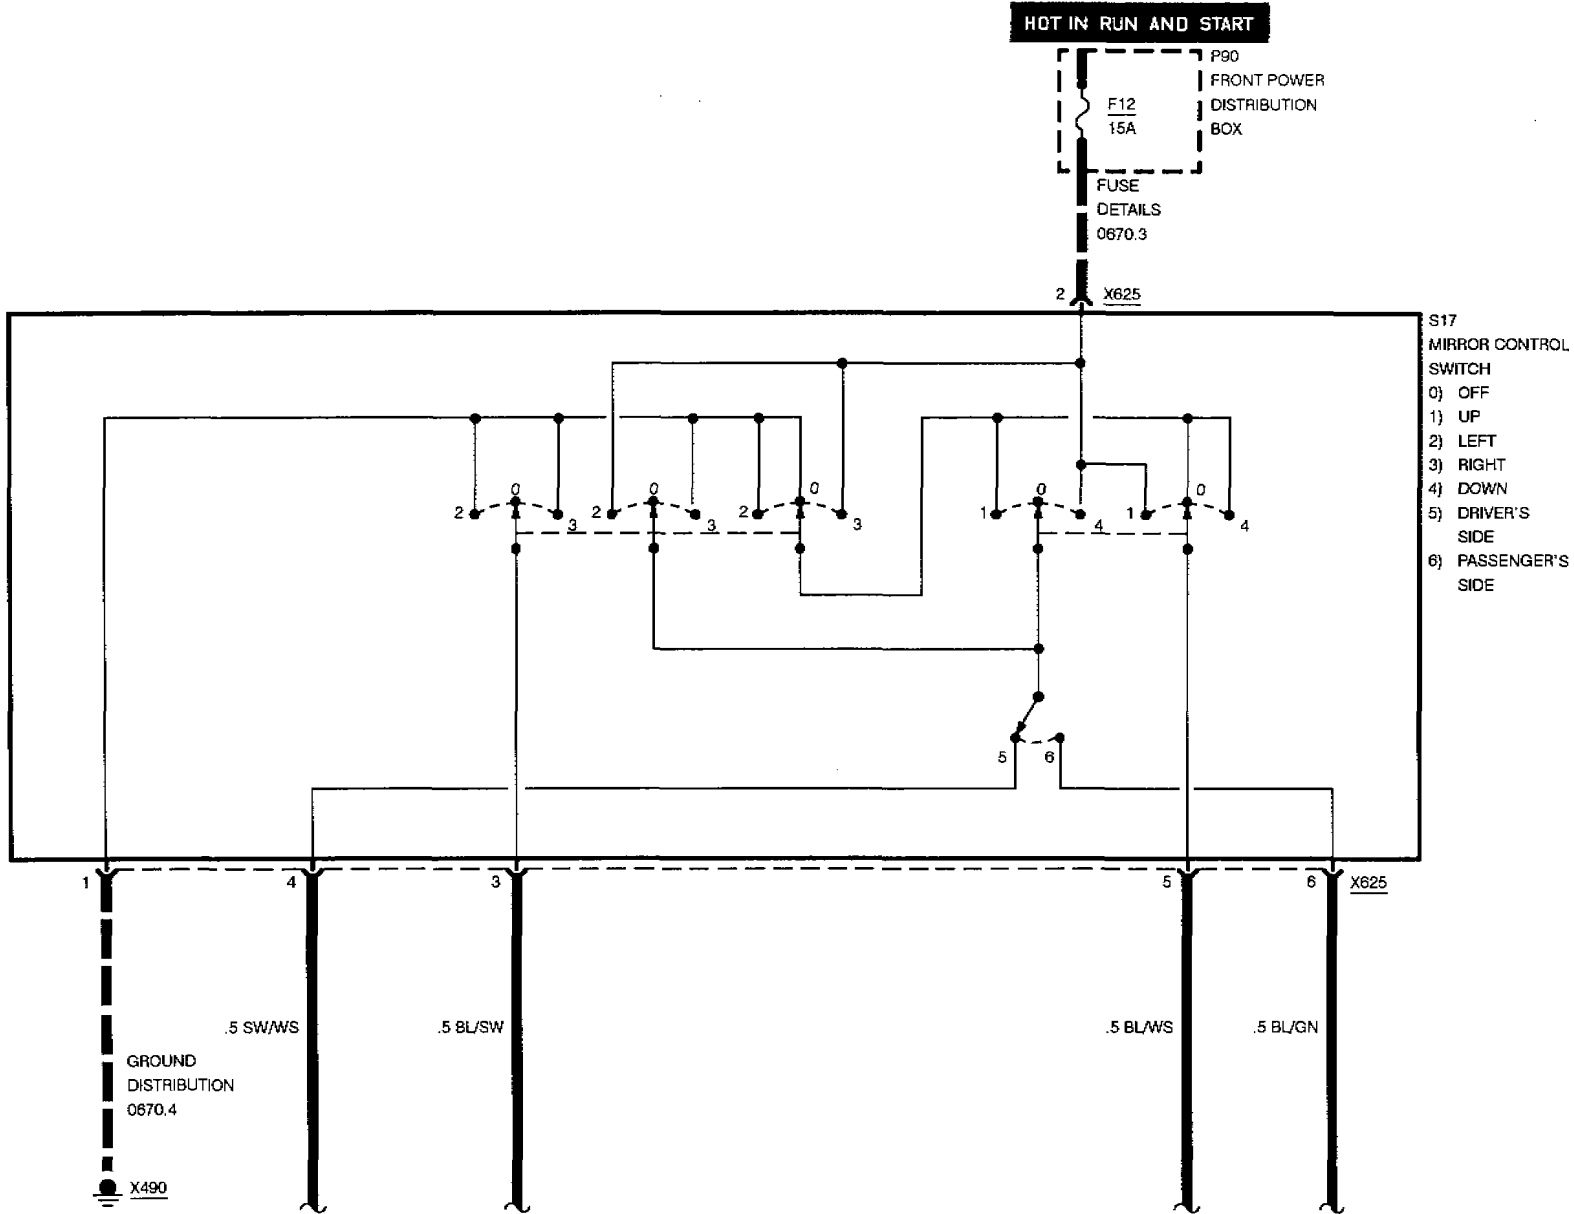 HOT IN RUN AND START
P90
FRONT POWER
DISTRIBUTION
BOX
F12
15A
FUSE
DETAILS
0670.3
2 X625
S17
MIRROR CONTROL
SWITCH
0) OFF
1) UP
2) LEFT
3) RIGHT
4) DOWN
5) DRIVER'S
SIDE
6) PASSENGER'S
SIDE
0 0 0 0 0
2 3 2 3 2 3 1 4 1 4
5 6
1 4 3 5 6 X625
.5 SW/WS .5 BL/SW .5 BL/WS .5 BL/GN
GROUND
DISTRIBUTION
0670.4
X490